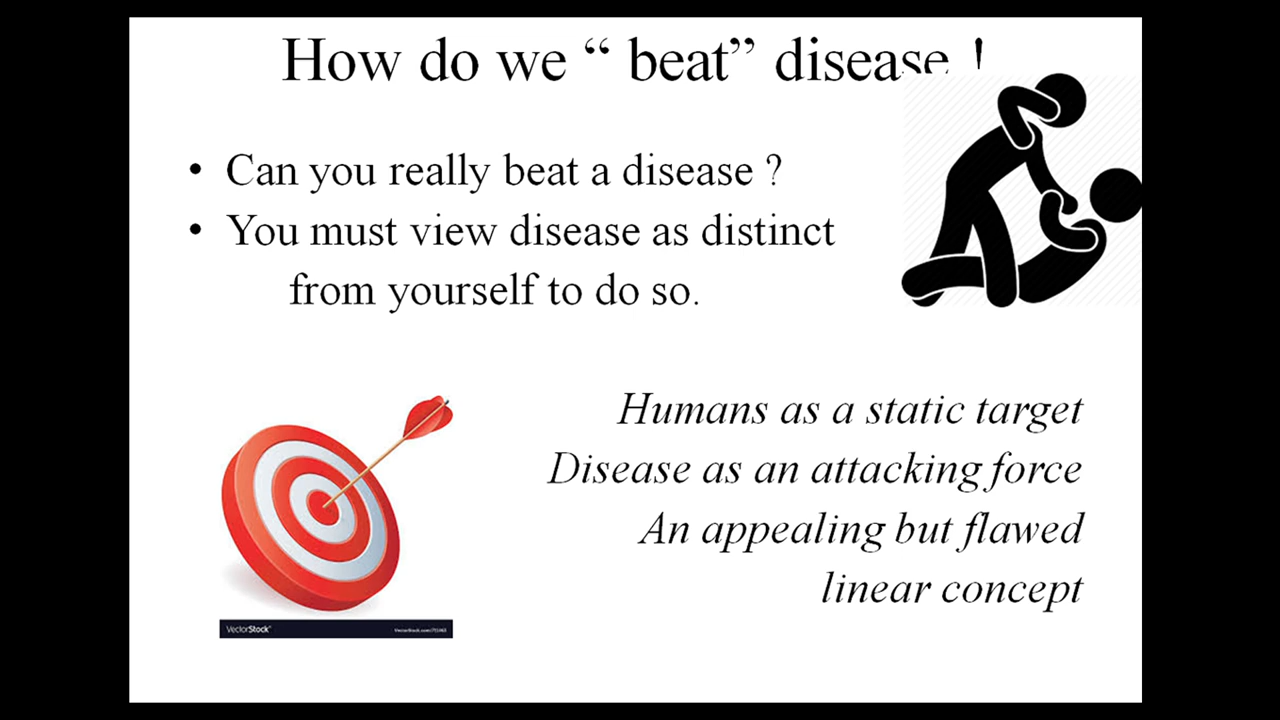 How do we “ beat” disease !
• Can you really beat a disease ?
• You must view disease as distinct
from yourself to do so.
Humans as a static target
Disease as an attacking force
An appealing but flawed
linear concept
VectorStock®